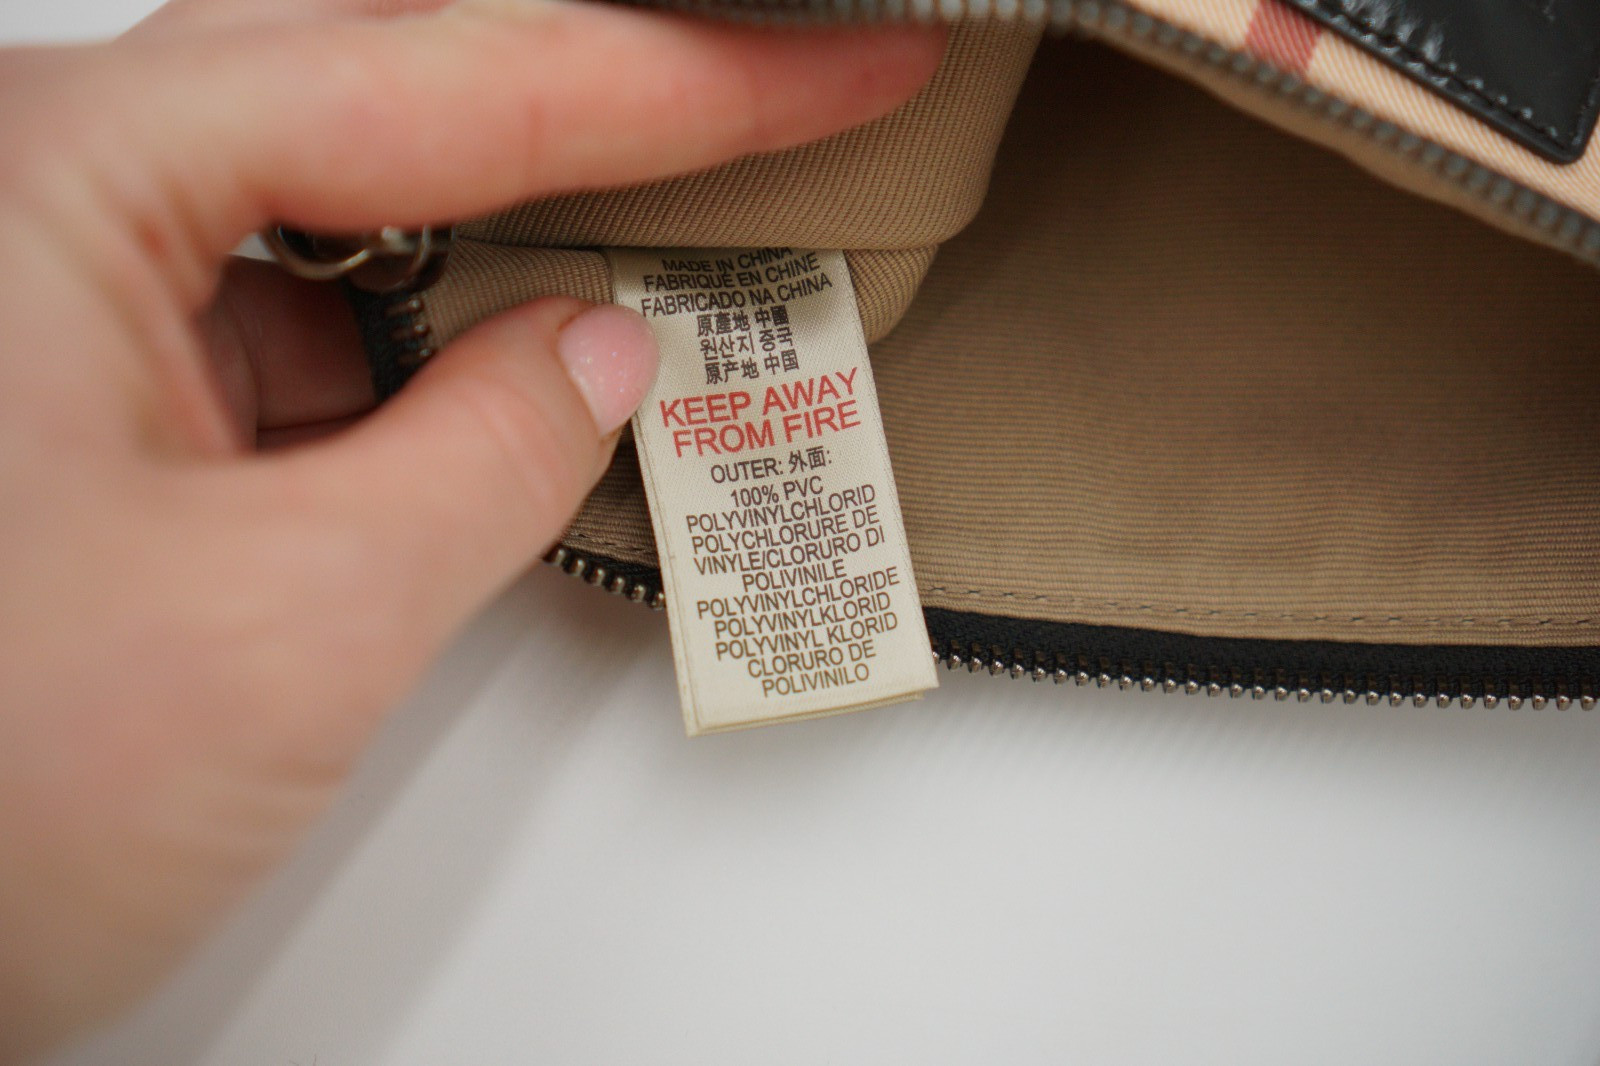 MADE IN CHINA
FABRIQUÉ EN CHINE
FABRICADO NA CHINA
原產地 中國
원산지 중국
原产地 中国
KEEP AWAY
FROM FIRE
OUTER: 外面:
100% PVC
POLYVINYLCHLORID
POLYCHLORURE DE
VINYLE/CLORURO DI
POLIVINILE
POLYVINYLCHLORIDE
POLYVINYLKLORID
POLYVINYL KLORID
CLORURO DE
POLIVINILO